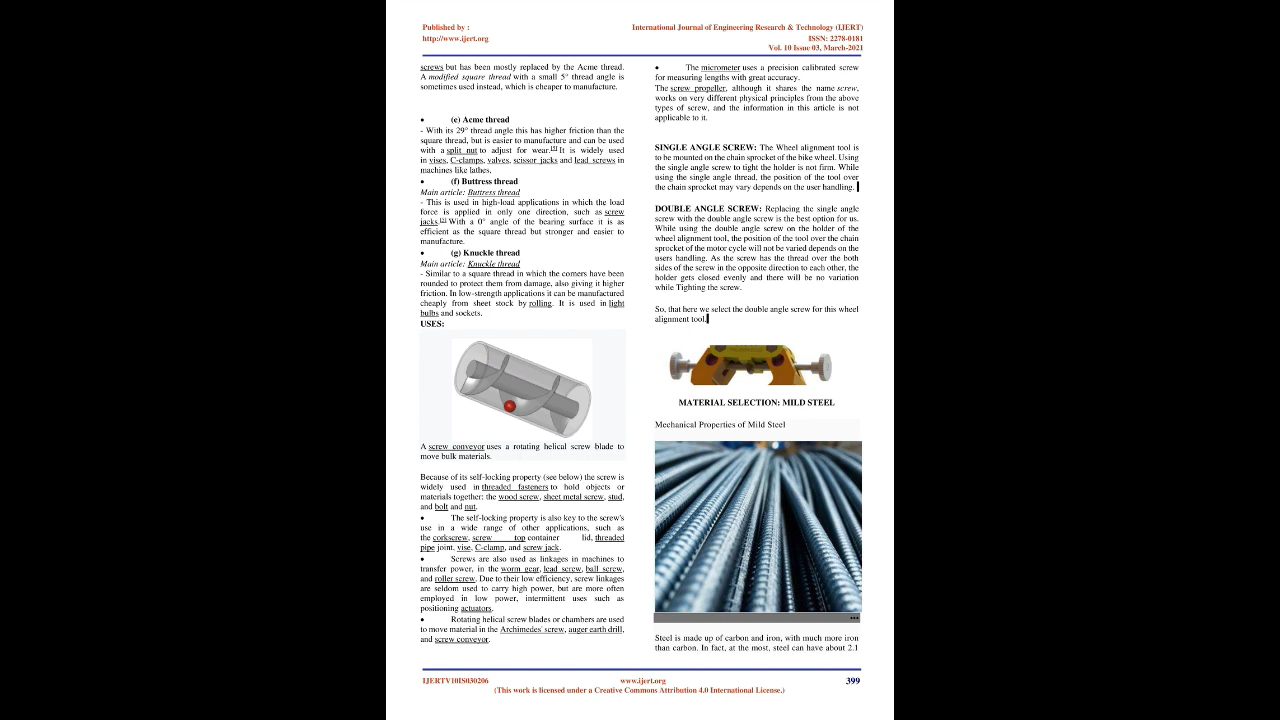 Published by :
http://www.ijert.org
International Journal of Engineering Research & Technology (IJERT)
ISSN: 2278-0181
Vol. 10 Issue 03, March-2021
screws but has been mostly replaced by the Acme thread.
A modified square thread with a small 5° thread angle is
sometimes used instead, which is cheaper to manufacture.
• (e) Acme thread
- With its 29° thread angle this has higher friction than the
square thread, but is easier to manufacture and can be used
with a split nut to adjust for wear.[5] It is widely used
in vises, C-clamps, valves, scissor jacks and lead screws in
machines like lathes.
• (f) Buttress thread
Main article: Buttress thread
- This is used in high-load applications in which the load
force is applied in only one direction, such as screw
jacks.[5] With a 0° angle of the bearing surface it is as
efficient as the square thread but stronger and easier to
manufacture.
• (g) Knuckle thread
Main article: Knuckle thread
- Similar to a square thread in which the corners have been
rounded to protect them from damage, also giving it higher
friction. In low-strength applications it can be manufactured
cheaply from sheet stock by rolling. It is used in light
bulbs and sockets.
USES:
A screw conveyor uses a rotating helical screw blade to
move bulk materials.
Because of its self-locking property (see below) the screw is
widely used in threaded fasteners to hold objects or
materials together: the wood screw, sheet metal screw, stud,
and bolt and nut.
• The self-locking property is also key to the screw's
use in a wide range of other applications, such as
the corkscrew, screw top container lid, threaded
pipe joint, vise, C-clamp, and screw jack.
• Screws are also used as linkages in machines to
transfer power, in the worm gear, lead screw, ball screw,
and roller screw. Due to their low efficiency, screw linkages
are seldom used to carry high power, but are more often
employed in low power, intermittent uses such as
positioning actuators.
• Rotating helical screw blades or chambers are used
to move material in the Archimedes' screw, auger earth drill,
and screw conveyor.
• The micrometer uses a precision calibrated screw
for measuring lengths with great accuracy.
The screw propeller, although it shares the name screw,
works on very different physical principles from the above
types of screw, and the information in this article is not
applicable to it.
SINGLE ANGLE SCREW: The Wheel alignment tool is
to be mounted on the chain sprocket of the bike wheel. Using
the single angle screw to tight the holder is not firm. While
using the single angle thread, the position of the tool over
the chain sprocket may vary depends on the user handling.
DOUBLE ANGLE SCREW: Replacing the single angle
screw with the double angle screw is the best option for us.
While using the double angle screw on the holder of the
wheel alignment tool, the position of the tool over the chain
sprocket of the motor cycle will not be varied depends on the
users handling. As the screw has the thread over the both
sides of the screw in the opposite direction to each other, the
holder gets closed evenly and there will be no variation
while Tighting the screw.
So, that here we select the double angle screw for this wheel
alignment tool.
MATERIAL SELECTION: MILD STEEL
Mechanical Properties of Mild Steel
Steel is made up of carbon and iron, with much more iron
than carbon. In fact, at the most, steel can have about 2.1
IJERTV10IS030206
www.ijert.org
399
(This work is licensed under a Creative Commons Attribution 4.0 International License.)